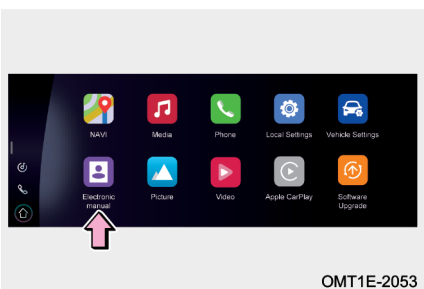 NAVI
Media
Phone
Local Settings
Vehicle Settings
Electronic
manual
Picture
Video
Apple CarPlay
Software
Upgrade
OMT1E-2053